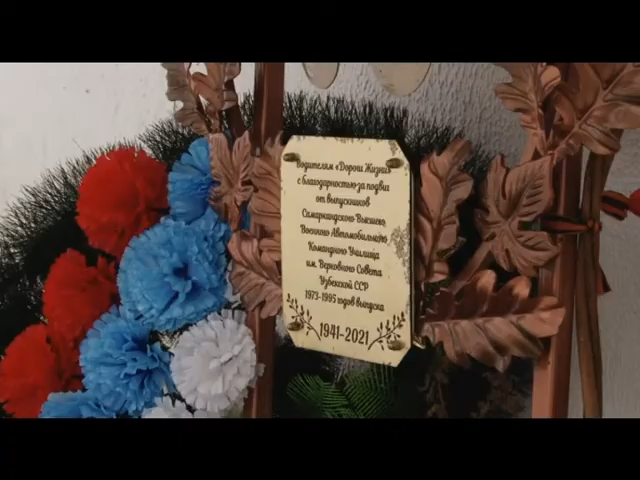 Водителям «Дороги Жизни»
с благодарностью за подвиг
от выпускников
Самаркандского Высшего
Военного Автомобильного
Командного Училища
им. Верховного Совета
Узбекской ССР
1973-1995 годов выпуска
1941-2021